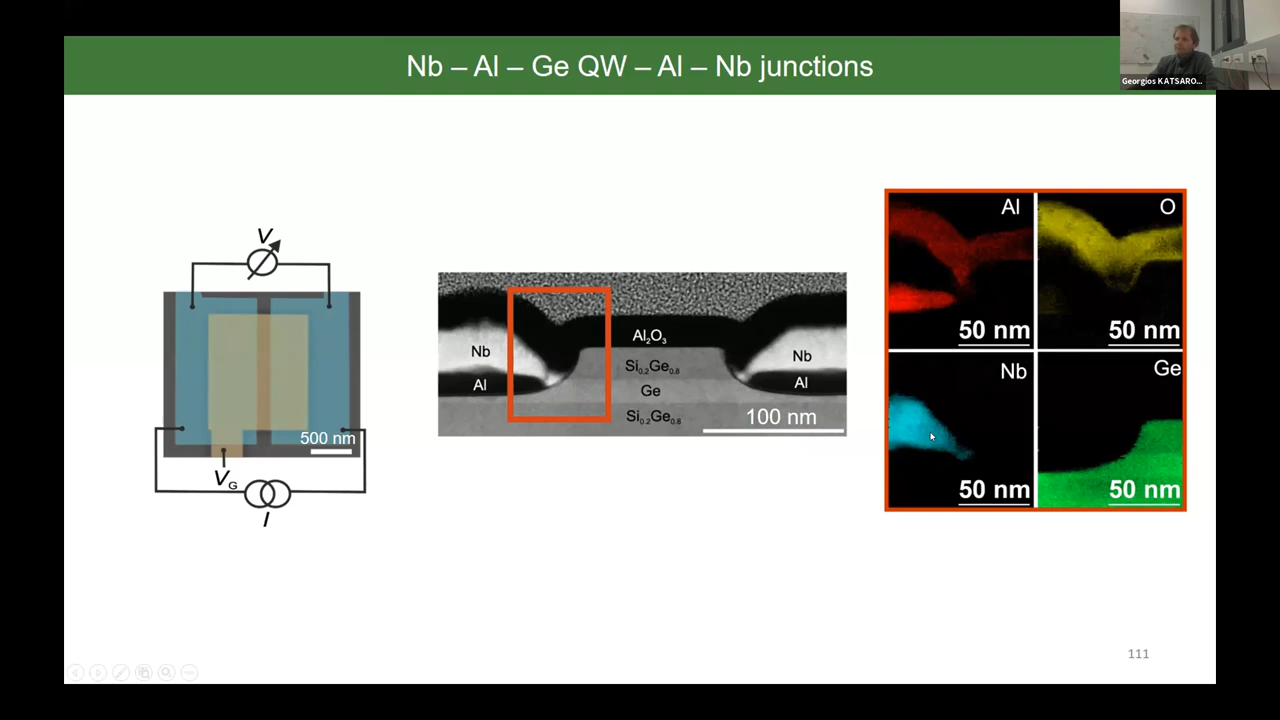 Nb – Al – Ge QW – Al – Nb junctions
Georgios KATSARO...
V
500 nm
V_G
I
Al₂O₃
Nb
Nb
Si₀.₂Ge₀.₈
Al
Al
Ge
Si₀.₂Ge₀.₈
100 nm
Al
O
50 nm
50 nm
Nb
Ge
50 nm
50 nm
111